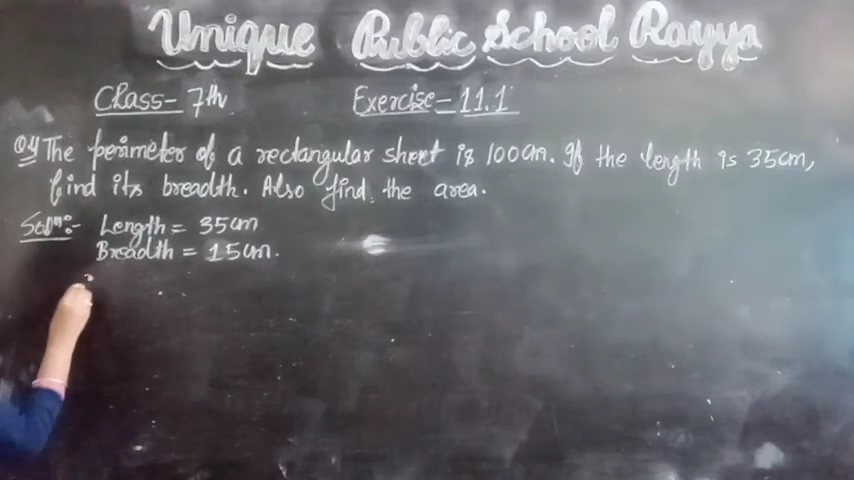 Unique Public School Rayya
Class- 7th Exercise-11.1
Q4 The perimeter of a rectangular sheet is 100cm. If the length is 35cm,
find its breadth. Also find the area.
Soln:- Length = 35cm
Breadth = 15cm.